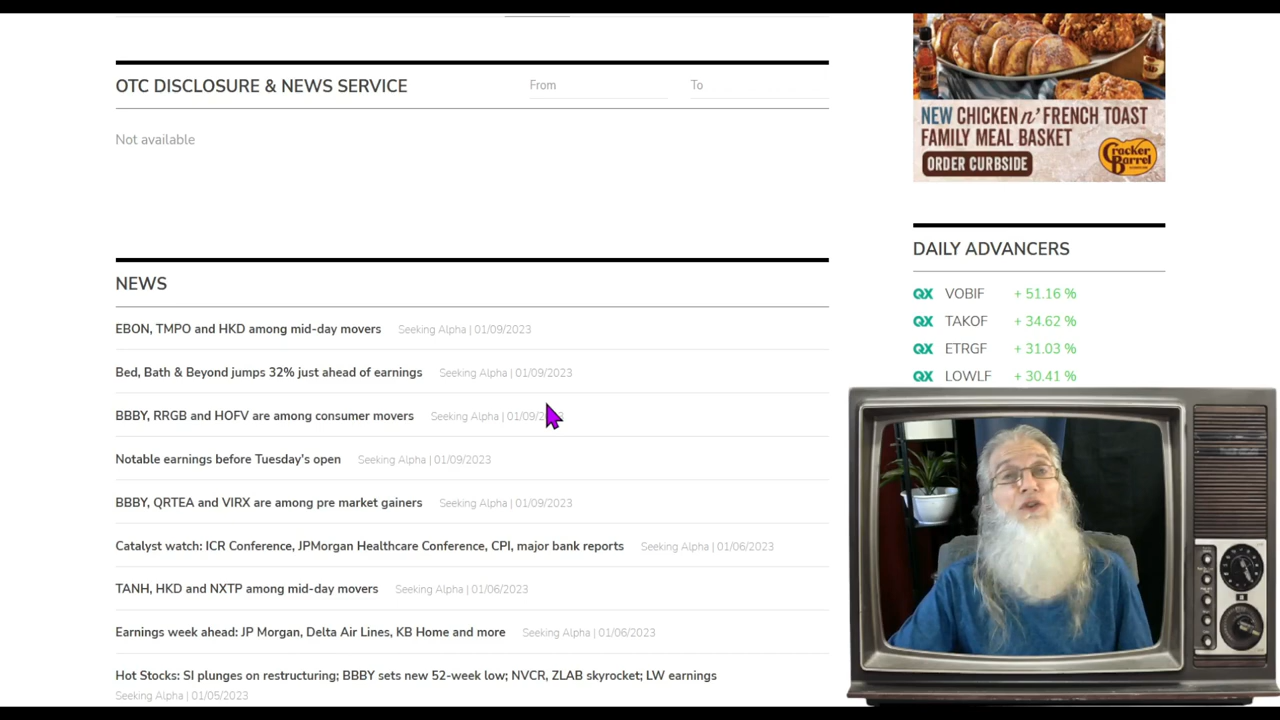 OTC DISCLOSURE & NEWS SERVICE
From
To
Not available
NEWS
EBON, TMPO and HKD among mid-day movers Seeking Alpha | 01/09/2023
Bed, Bath & Beyond jumps 32% just ahead of earnings Seeking Alpha | 01/09/2023
BBBY, RRGB and HOFV are among consumer movers Seeking Alpha |
Notable earnings before Tuesday's open Seeking Alpha | 01/09/2023
BBBY, QRTEA and VIRX are among pre market gainers Seeking Alpha | 01/09/2023
Catalyst watch: ICR Conference, JPMorgan Healthcare Conference, CPI, major bank reports Seeking Alpha | 01/06/2023
TANH, HKD and NXTP among mid-day movers Seeking Alpha | 01/06/2023
Earnings week ahead: JP Morgan, Delta Air Lines, KB Home and more Seeking Alpha | 01/06/2023
Hot Stocks: SI plunges on restructuring; BBBY sets new 52-week low; NVCR, ZLAB skyrocket; LW earnings
Seeking Alpha | 01/05/2023
NEW CHICKEN n' FRENCH TOAST
FAMILY MEAL BASKET
ORDER CURBSIDE
Cracker
Barrel
DAILY ADVANCERS
QX VOBIF + 51.16 %
QX TAKOF + 34.62 %
QX ETRGF + 31.03 %
QX LOWLF + 30.41 %